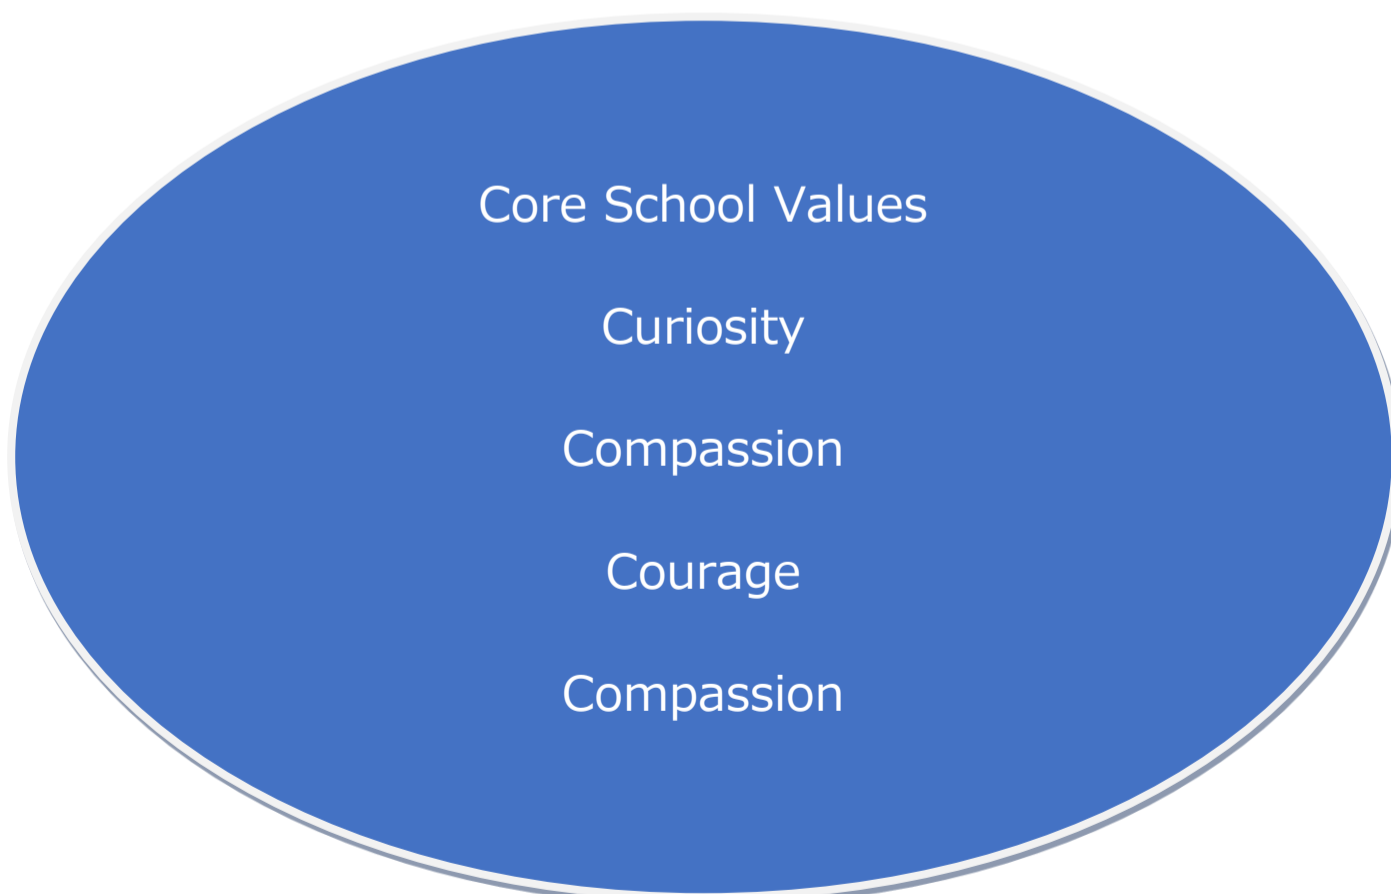 Core School Values
Curiosity
Compassion
Courage
Compassion